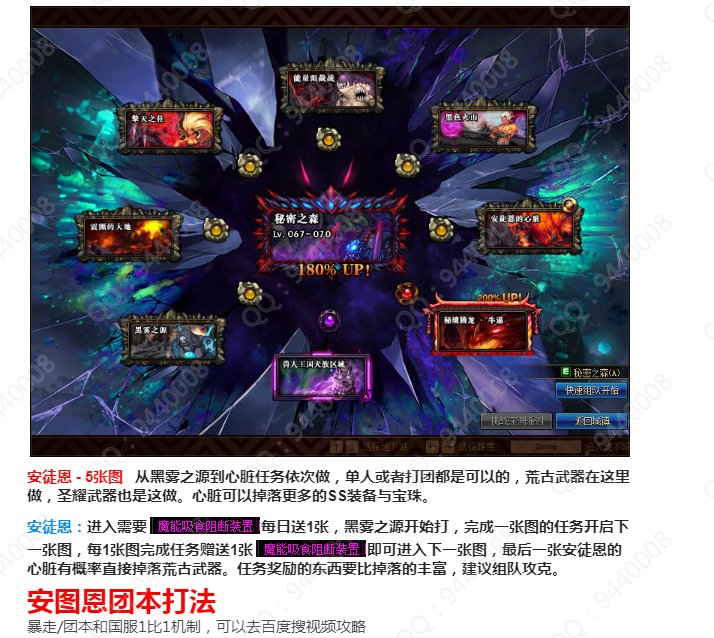 能量阻截战
擎天之柱
黑色火山
秘密之森
Lv. 067~070
180% UP!
震颤的大地
安徒恩的心脏
200% UP!
黑雾之源
兽人王国犬族区域
E 秘密之森(A)
快速组队开始
返回城镇
安徒恩 - 5张图 从黑雾之源到心脏任务依次做，单人或者打团都是可以的，荒古武器在这里
做，圣耀武器也是这做。心脏可以掉落更多的SS装备与宝珠。
安徒恩：进入需要 魔能吸食阻断装置 每日送1张，黑雾之源开始打，完成一张图的任务开启下
一张图，每1张图完成任务赠送1张 魔能吸食阻断装置 即可进入下一张图，最后一张安徒恩的
心脏有概率直接掉落荒古武器。任务奖励的东西要比掉落的丰富，建议组队攻克。
安图恩团本打法
暴走/团本和国服1比1机制，可以去百度搜视频攻略
QQ：9440008